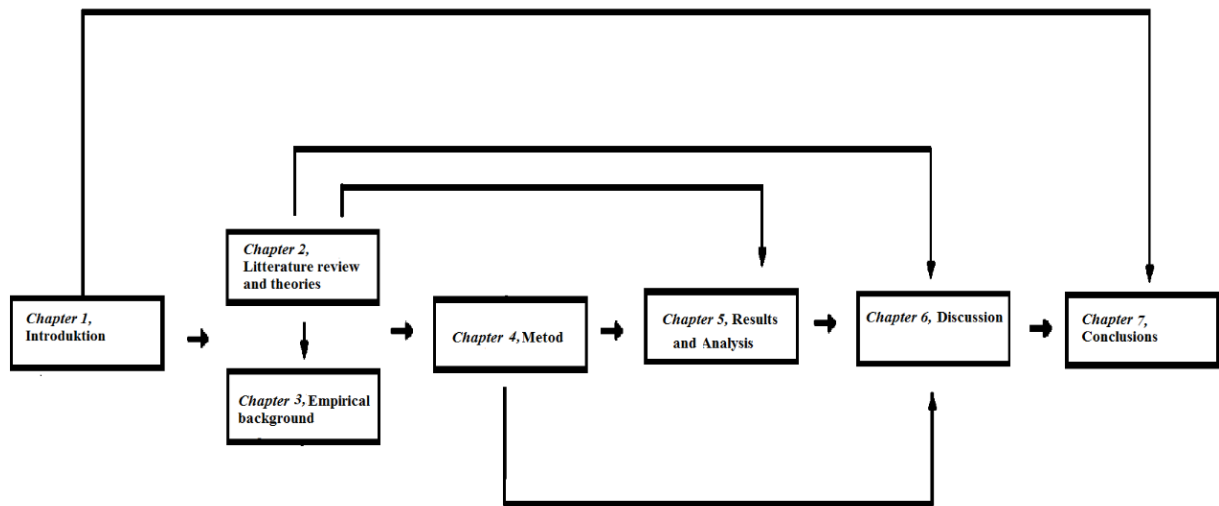 Chapter 1,
Introduktion
Chapter 2,
Litterature review
and theories
Chapter 3, Empirical
background
Chapter 4, Metod
Chapter 5, Results
and Analysis
Chapter 6, Discussion
Chapter 7,
Conclusions